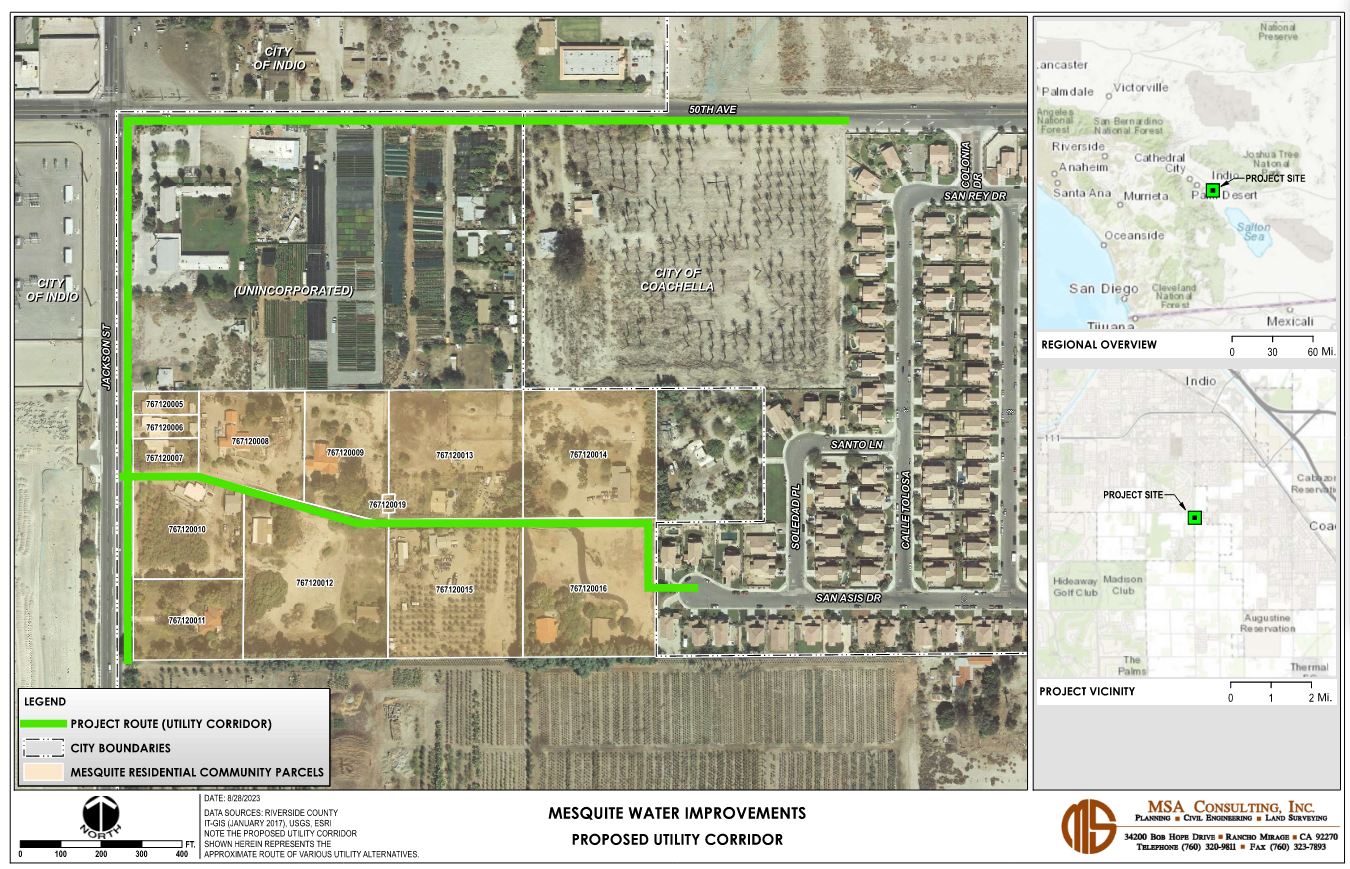 CITY
OF INDIO
50TH AVE
COLONIA
DR
SAN REY DR
CITY
OF INDIO
(UNINCORPORATED)
CITY OF
COACHELLA
JACKSON ST
767120005
767120006
767120007
767120008
767120009
767120013
767120014
767120019
767120010
767120012
767120015
767120016
767120011
SANTO LN
SOLEDAD PL
CALLE TOLOSA
SAN ASIS DR
LEGEND
PROJECT ROUTE (UTILITY CORRIDOR)
CITY BOUNDARIES
MESQUITE RESIDENTIAL COMMUNITY PARCELS
National
Preserve
ancaster
Palmdale
Victorville
Angeles
National
Forest
San Bernardino
National Forest
Riverside
Anaheim
Cathedral
City
Joshua Tree
National
Indio
PROJECT SITE
Santa Ana
Murrieta
Desert
Oceanside
Salton
Sea
San Diego
Cleveland
National
Forest
Tijuana
Mexicali
REGIONAL OVERVIEW
0 30 60 Mi.
Indio
111
Cabazon
Reservati
PROJECT SITE
Coa
Hideaway
Golf Club
Madison
Club
Augustine
Reservation
The
Palms
Thermal
PROJECT VICINITY
0 1 2 Mi.
NORTH
0 100 200 300 400 FT.
DATE: 8/28/2023
DATA SOURCES: RIVERSIDE COUNTY
IT-GIS (JANUARY 2017), USGS, ESRI
NOTE THE PROPOSED UTILITY CORRIDOR
SHOWN HEREIN REPRESENTS THE
APPROXIMATE ROUTE OF VARIOUS UTILITY ALTERNATIVES.
MESQUITE WATER IMPROVEMENTS
PROPOSED UTILITY CORRIDOR
MS
MSA CONSULTING, INC.
PLANNING ■ CIVIL ENGINEERING ■ LAND SURVEYING
34200 BOB HOPE DRIVE ■ RANCHO MIRAGE ■ CA 92270
TELEPHONE (760) 320-9811 ■ FAX (760) 323-7893